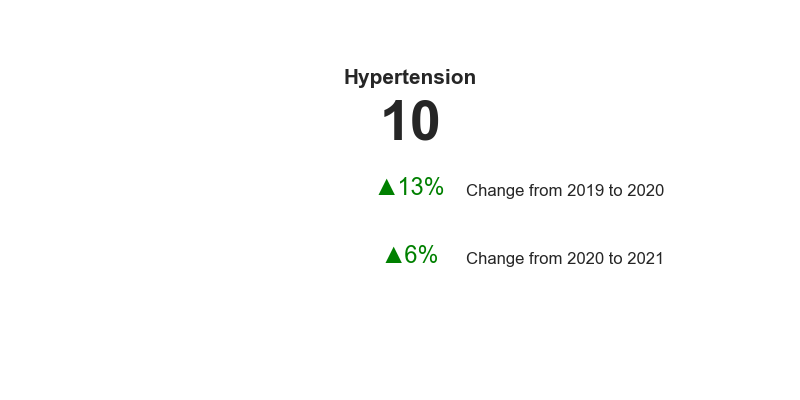 Hypertension
10
▲13% Change from 2019 to 2020
▲6% Change from 2020 to 2021